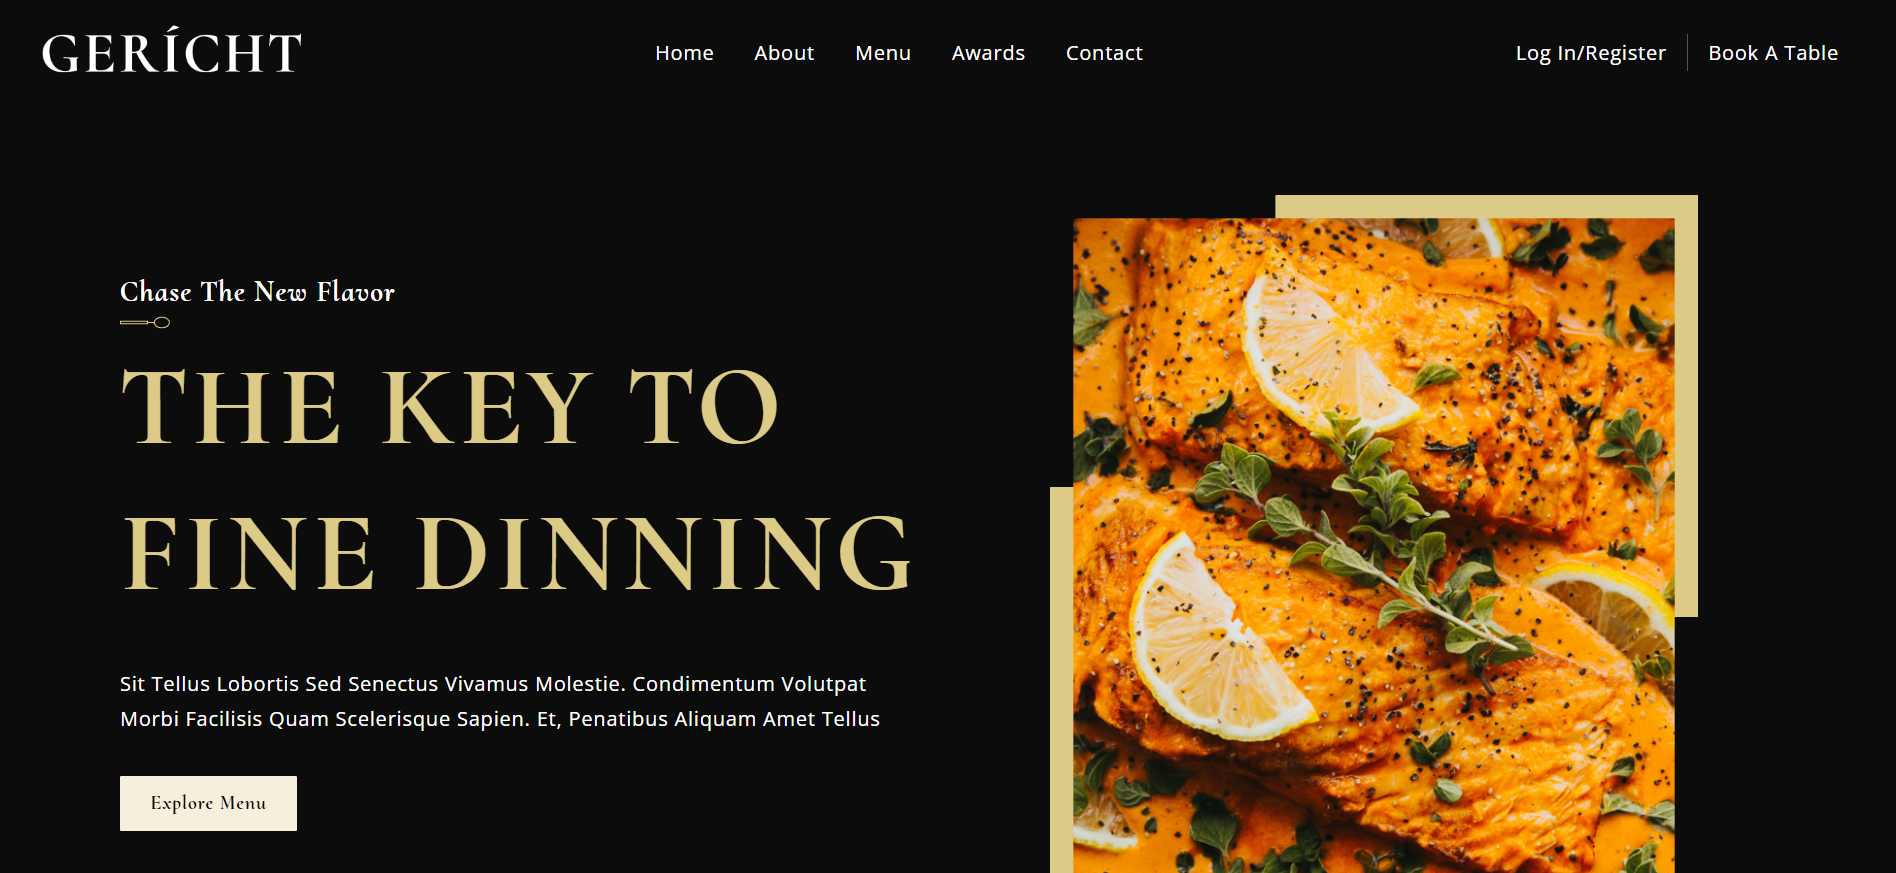 GERÍCHT
Home About Menu Awards Contact
Log In/Register Book A Table
Chase The New Flavor
THE KEY TO
FINE DINNING
Sit Tellus Lobortis Sed Senectus Vivamus Molestie. Condimentum Volutpat
Morbi Facilisis Quam Scelerisque Sapien. Et, Penatibus Aliquam Amet Tellus
Explore Menu